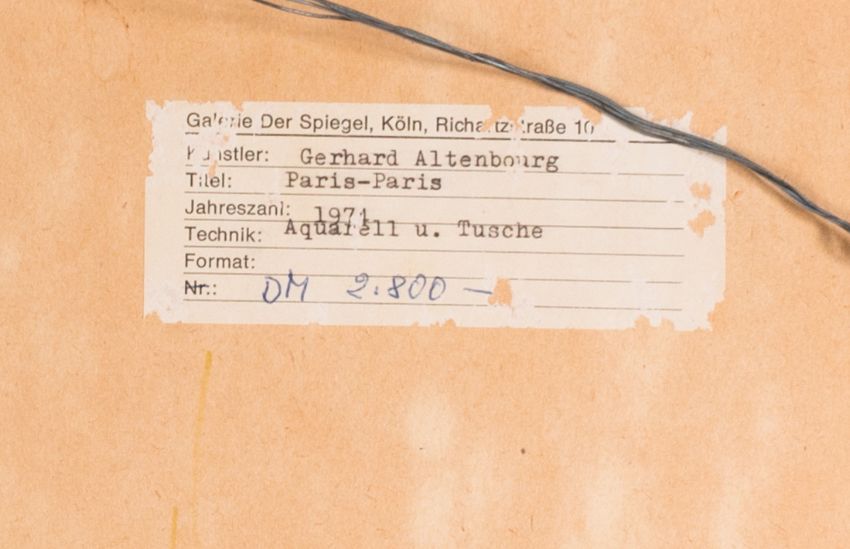 Galerie Der Spiegel, Köln, Richartzstraße 10
Künstler: Gerhard Altenbourg
Titel: Paris-Paris
Jahreszahl: 1971
Technik: Aquarell u. Tusche
Format:
Nr.: DM 2.800 —